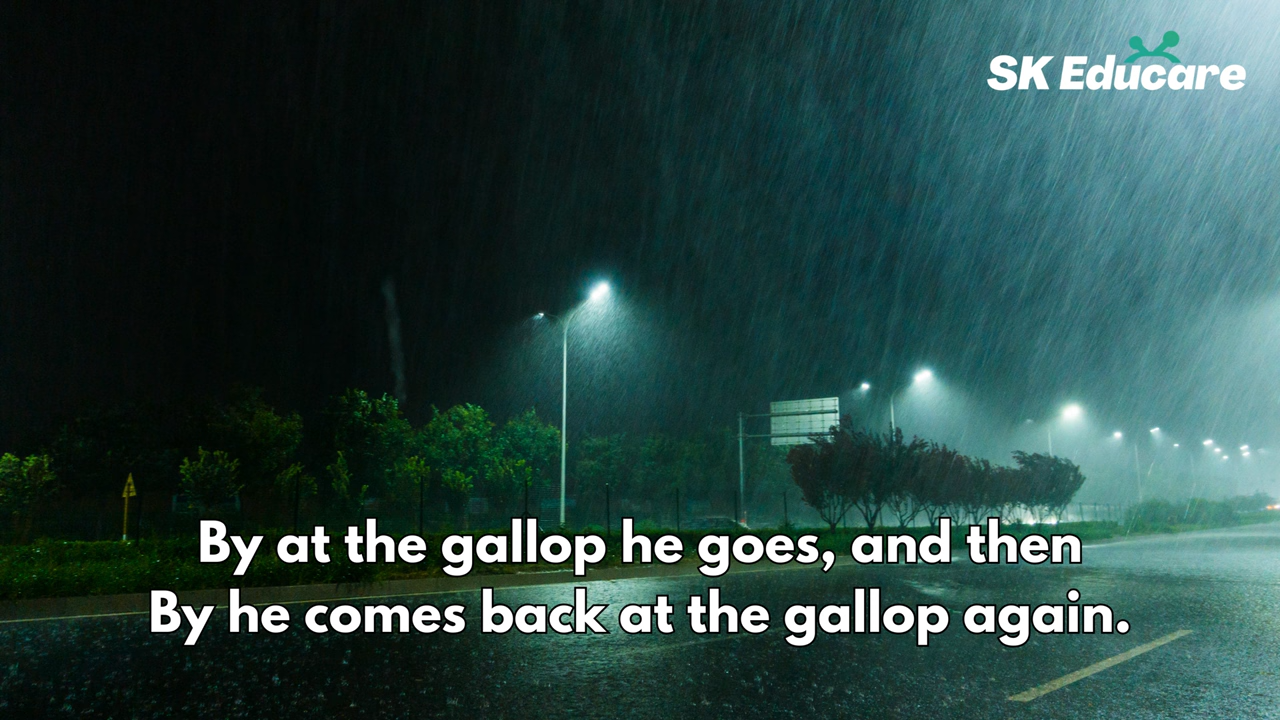 SK Educare
By at the gallop he goes, and then
By he comes back at the gallop again.